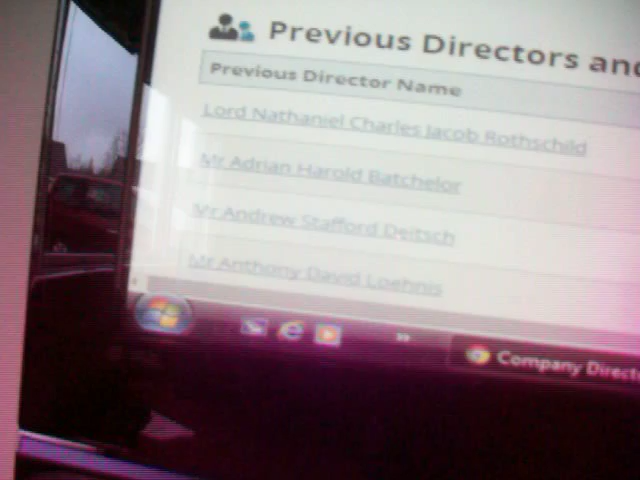 Previous Directors and
Previous Director Name
Lord Nathaniel Charles Jacob Rothschild
Mr Adrian Harold Batchelor
Mr Andrew Stafford Deitsch
Mr Anthony David Loehnis
»
Company Direct